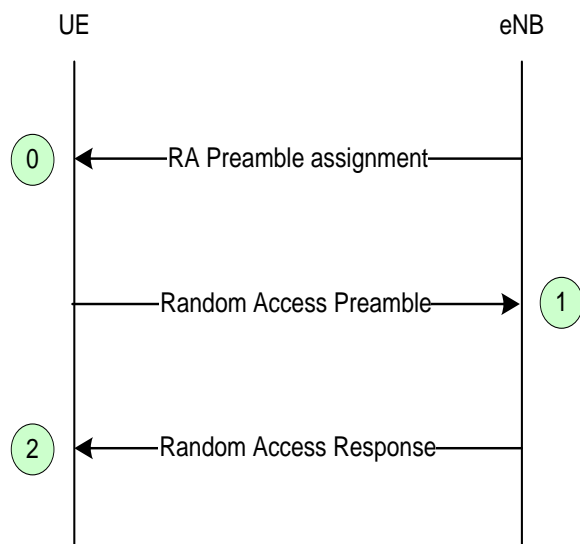 UE
eNB
0
RA Preamble assignment
Random Access Preamble
1
2
Random Access Response